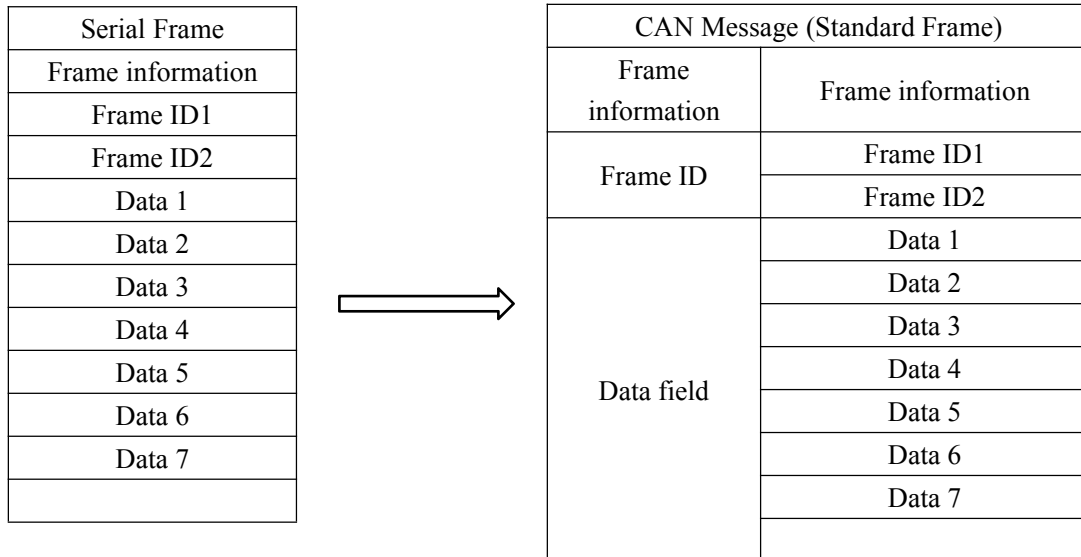 Serial Frame
Frame information
Frame ID1
Frame ID2
Data 1
Data 2
Data 3
Data 4
Data 5
Data 6
Data 7
CAN Message (Standard Frame)
Frame
information
Frame information
Frame ID
Frame ID1
Frame ID2
Data field
Data 1
Data 2
Data 3
Data 4
Data 5
Data 6
Data 7